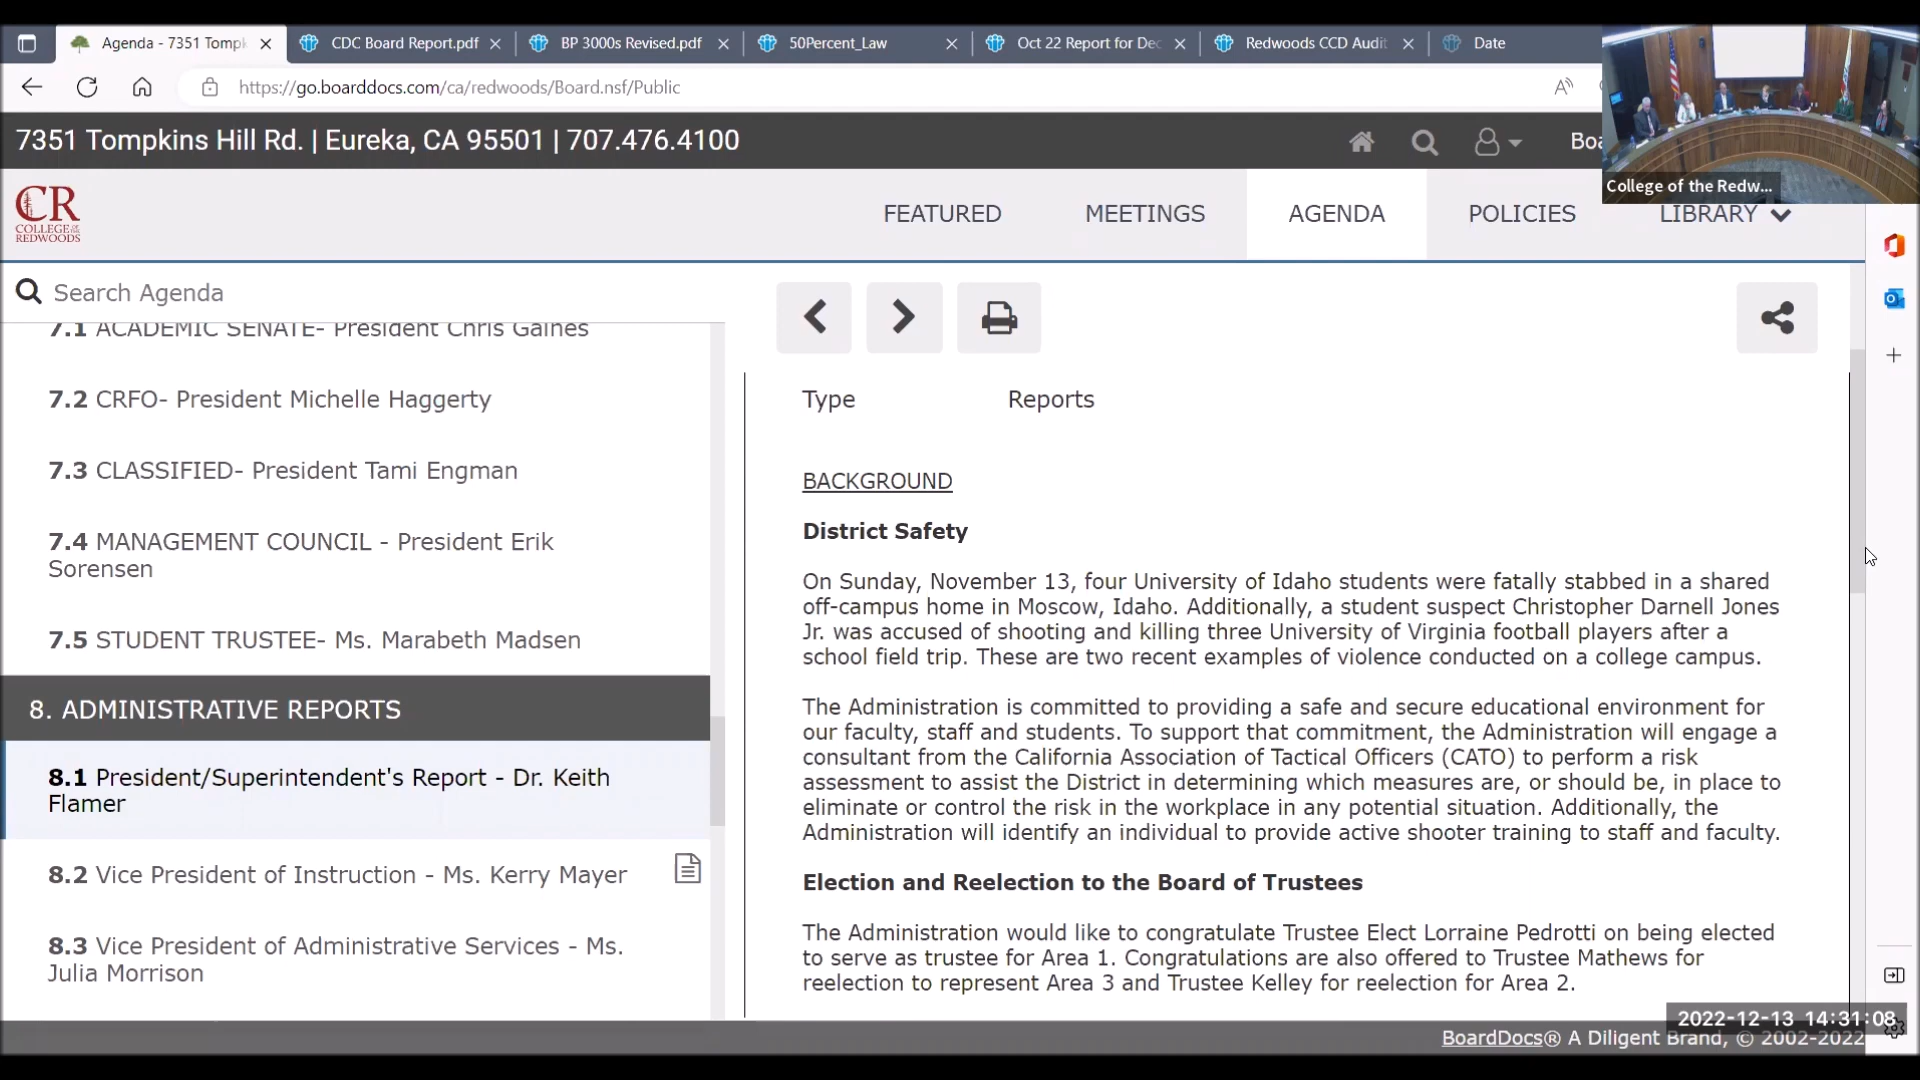 Agenda - 7351 Tompk
CDC Board Report.pdf
BP 3000s Revised.pdf
50Percent_Law
Oct 22 Report for Dec
Redwoods CCD Audit
Date
https://go.boarddocs.com/ca/redwoods/Board.nsf/Public
7351 Tompkins Hill Rd. | Eureka, CA 95501 | 707.476.4100
College of the Redw...
CR
COLLEGE OF THE
REDWOODS
FEATURED
MEETINGS
AGENDA
POLICIES
LIBRARY
Search Agenda
7.1 ACADEMIC SENATE- President Chris Gaines
7.2 CRFO- President Michelle Haggerty
7.3 CLASSIFIED- President Tami Engman
7.4 MANAGEMENT COUNCIL - President Erik
Sorensen
7.5 STUDENT TRUSTEE- Ms. Marabeth Madsen
8. ADMINISTRATIVE REPORTS
8.1 President/Superintendent's Report - Dr. Keith
Flamer
8.2 Vice President of Instruction - Ms. Kerry Mayer
8.3 Vice President of Administrative Services - Ms.
Julia Morrison
Type Reports
BACKGROUND
District Safety
On Sunday, November 13, four University of Idaho students were fatally stabbed in a shared
off-campus home in Moscow, Idaho. Additionally, a student suspect Christopher Darnell Jones
Jr. was accused of shooting and killing three University of Virginia football players after a
school field trip. These are two recent examples of violence conducted on a college campus.
The Administration is committed to providing a safe and secure educational environment for
our faculty, staff and students. To support that commitment, the Administration will engage a
consultant from the California Association of Tactical Officers (CATO) to perform a risk
assessment to assist the District in determining which measures are, or should be, in place to
eliminate or control the risk in the workplace in any potential situation. Additionally, the
Administration will identify an individual to provide active shooter training to staff and faculty.
Election and Reelection to the Board of Trustees
The Administration would like to congratulate Trustee Elect Lorraine Pedrotti on being elected
to serve as trustee for Area 1. Congratulations are also offered to Trustee Mathews for
reelection to represent Area 3 and Trustee Kelley for reelection for Area 2.
2022-12-13 14:31:08
BoardDocs® A Diligent Brand, © 2002-2022